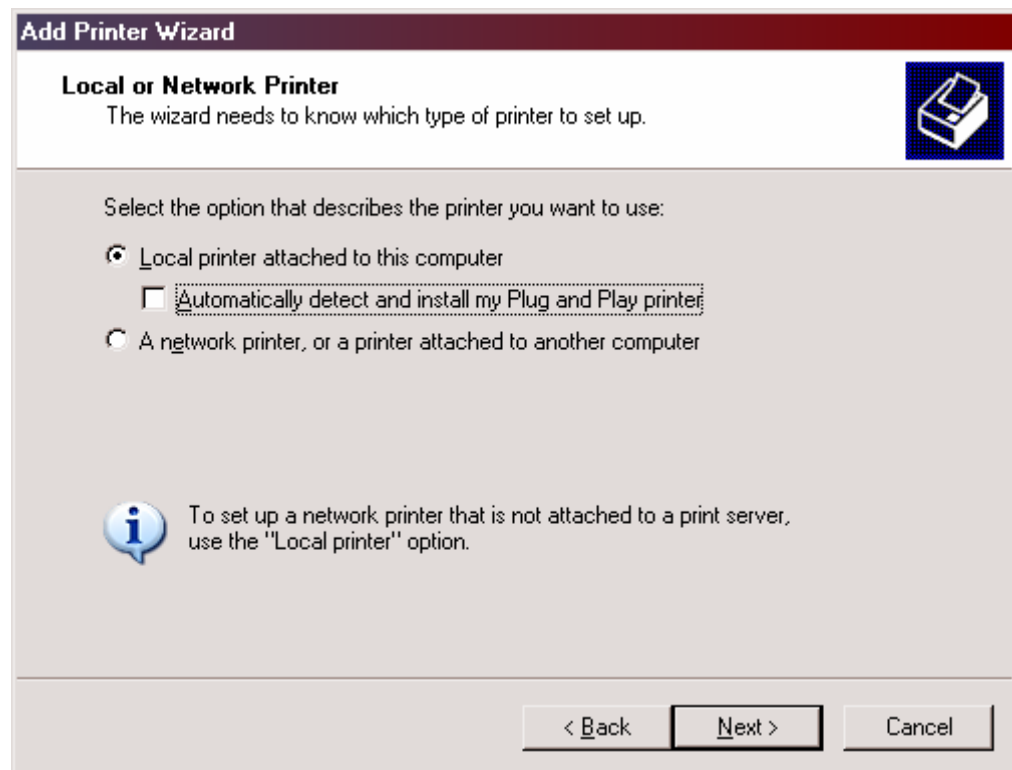 Add Printer Wizard
Local or Network Printer
The wizard needs to know which type of printer to set up.
Select the option that describes the printer you want to use:
Local printer attached to this computer
Automatically detect and install my Plug and Play printer
A network printer, or a printer attached to another computer
To set up a network printer that is not attached to a print server,
use the "Local printer" option.
< Back
Next >
Cancel